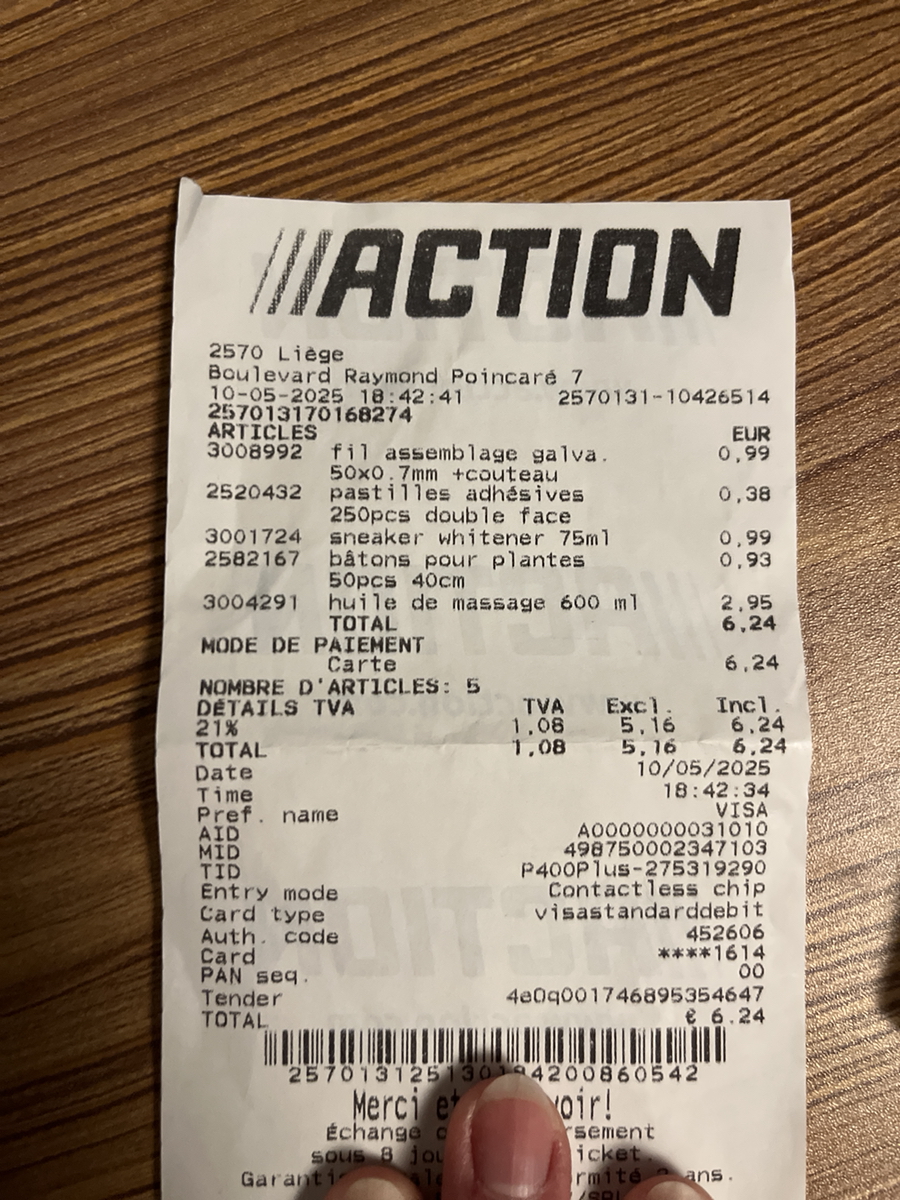 ///ACTION
2570 Liège
Boulevard Raymond Poincaré 7
10-05-2025 18:42:41 2570131-10426514
257013170168274
ARTICLES EUR
3008992 fil assemblage galva. 0,99
50x0.7mm +couteau
2520432 pastilles adhésives 0,38
250pcs double face
3001724 sneaker whitener 75ml 0,99
2582167 bâtons pour plantes 0,93
50pcs 40cm
3004291 huile de massage 600 ml 2,95
TOTAL 6,24
MODE DE PAIEMENT
Carte 6,24
NOMBRE D'ARTICLES: 5
DÉTAILS TVA TVA Excl. Incl.
21% 1,08 5,16 6,24
TOTAL 1,08 5,16 6,24
Date 10/05/2025
Time 18:42:34
Pref. name VISA
AID A0000000031010
MID 498750002347103
TID P400Plus-275319290
Entry mode Contactless chip
Card type visastandarddebit
Auth. code 452606
Card ****1614
PAN seq. 00
Tender 4e0q001746895354647
TOTAL € 6.24
Merci
Échange
sous 8
ans.